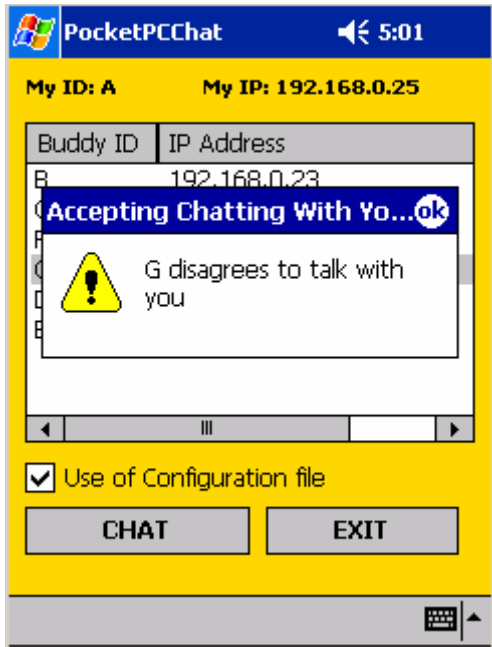 PocketPCChat 5:01
My ID: A My IP: 192.168.0.25
Buddy ID IP Address
B 192.168.0.23
Accepting Chatting With Yo... ok
G disagrees to talk with
you
Use of Configuration file
CHAT EXIT